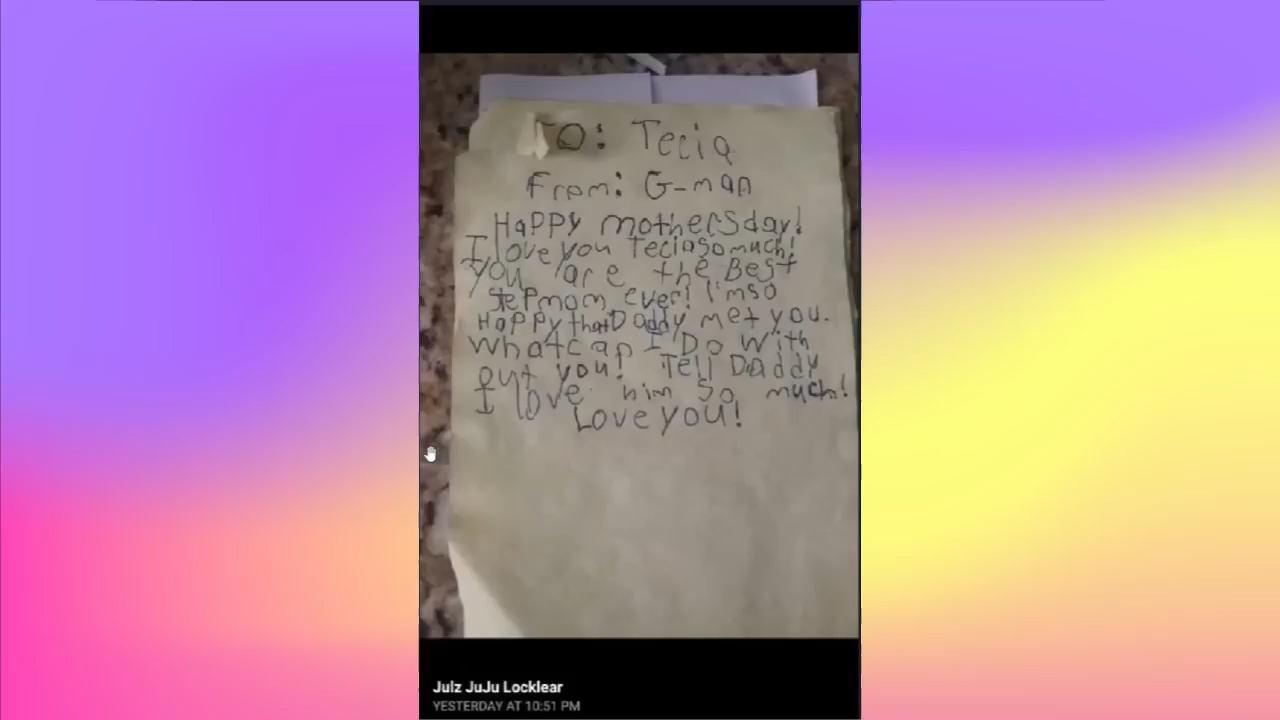 TO: Tecia
From: G-man
Happy mothersday!
I love you Tecia so much!
you are the Best
stepmom ever! I'm so
Happy that Daddy met you.
What can I Do with
out you! Tell Daddy
I love him so much!
Love you!
Julz JuJu Locklear
YESTERDAY AT 10:51 PM